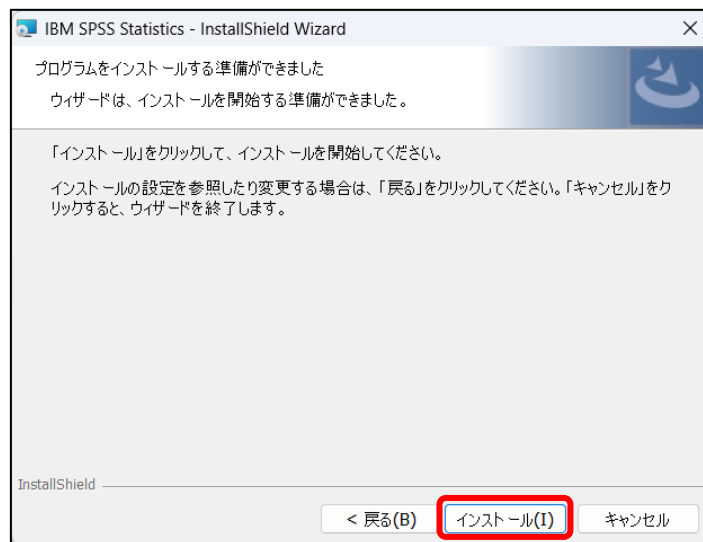 IBM SPSS Statistics - InstallShield Wizard
プログラムをインストールする準備ができました
ウィザードは、インストールを開始する準備ができました。
「インストール」をクリックして、インストールを開始してください。
インストールの設定を参照したり変更する場合は、「戻る」をクリックしてください。「キャンセル」をク
リックすると、ウィザードを終了します。
InstallShield
< 戻る(B) インストール(I) キャンセル